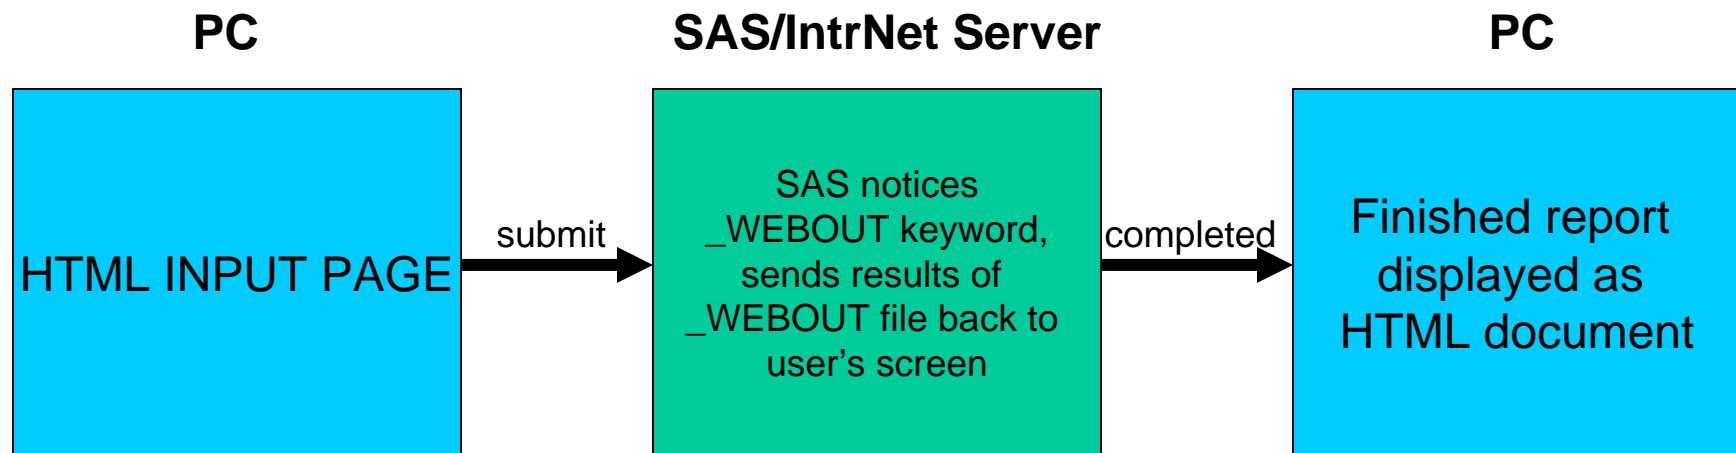 PC
SAS/IntrNet Server
PC
HTML INPUT PAGE
submit
SAS notices
_WEBOUT keyword,
sends results of
_WEBOUT file back to
user’s screen
completed
Finished report
displayed as
HTML document